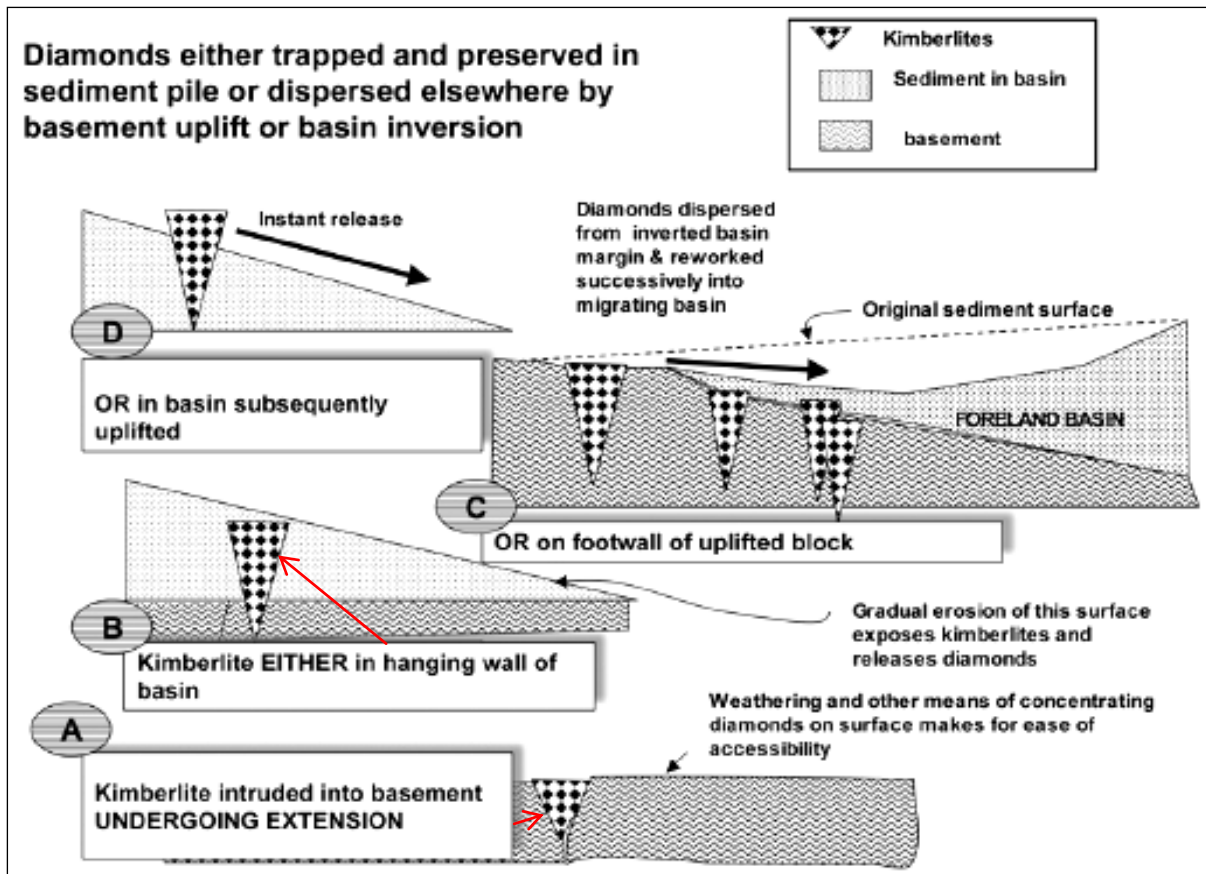 Diamonds either trapped and preserved in
sediment pile or dispersed elsewhere by
basement uplift or basin inversion
Kimberlites
Sediment in basin
basement
Instant release
Diamonds dispersed
from inverted basin
margin & reworked
successively into
migrating basin
Original sediment surface
D
OR in basin subsequently
uplifted
FORELAND BASIN
C
OR on footwall of uplifted block
B
Kimberlite EITHER in hanging wall of
basin
Gradual erosion of this surface
exposes kimberlites and
releases diamonds
Weathering and other means of concentrating
diamonds on surface makes for ease of
accessibility
A
Kimberlite intruded into basement
UNDERGOING EXTENSION